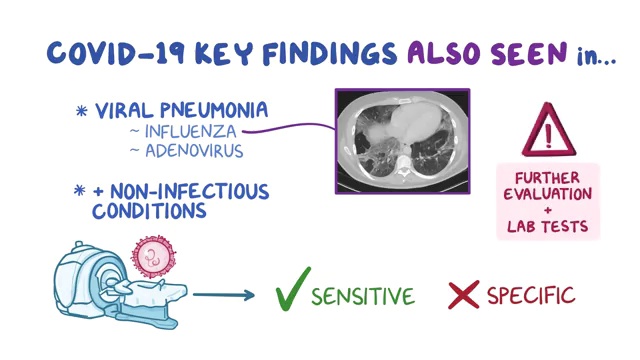 COVID-19 KEY FINDINGS ALSO SEEN in...
* VIRAL PNEUMONIA
~ INFLUENZA
~ ADENOVIRUS
* + NON-INFECTIOUS
CONDITIONS
FURTHER
EVALUATION
+
LAB TESTS
✓ SENSITIVE
✗ SPECIFIC